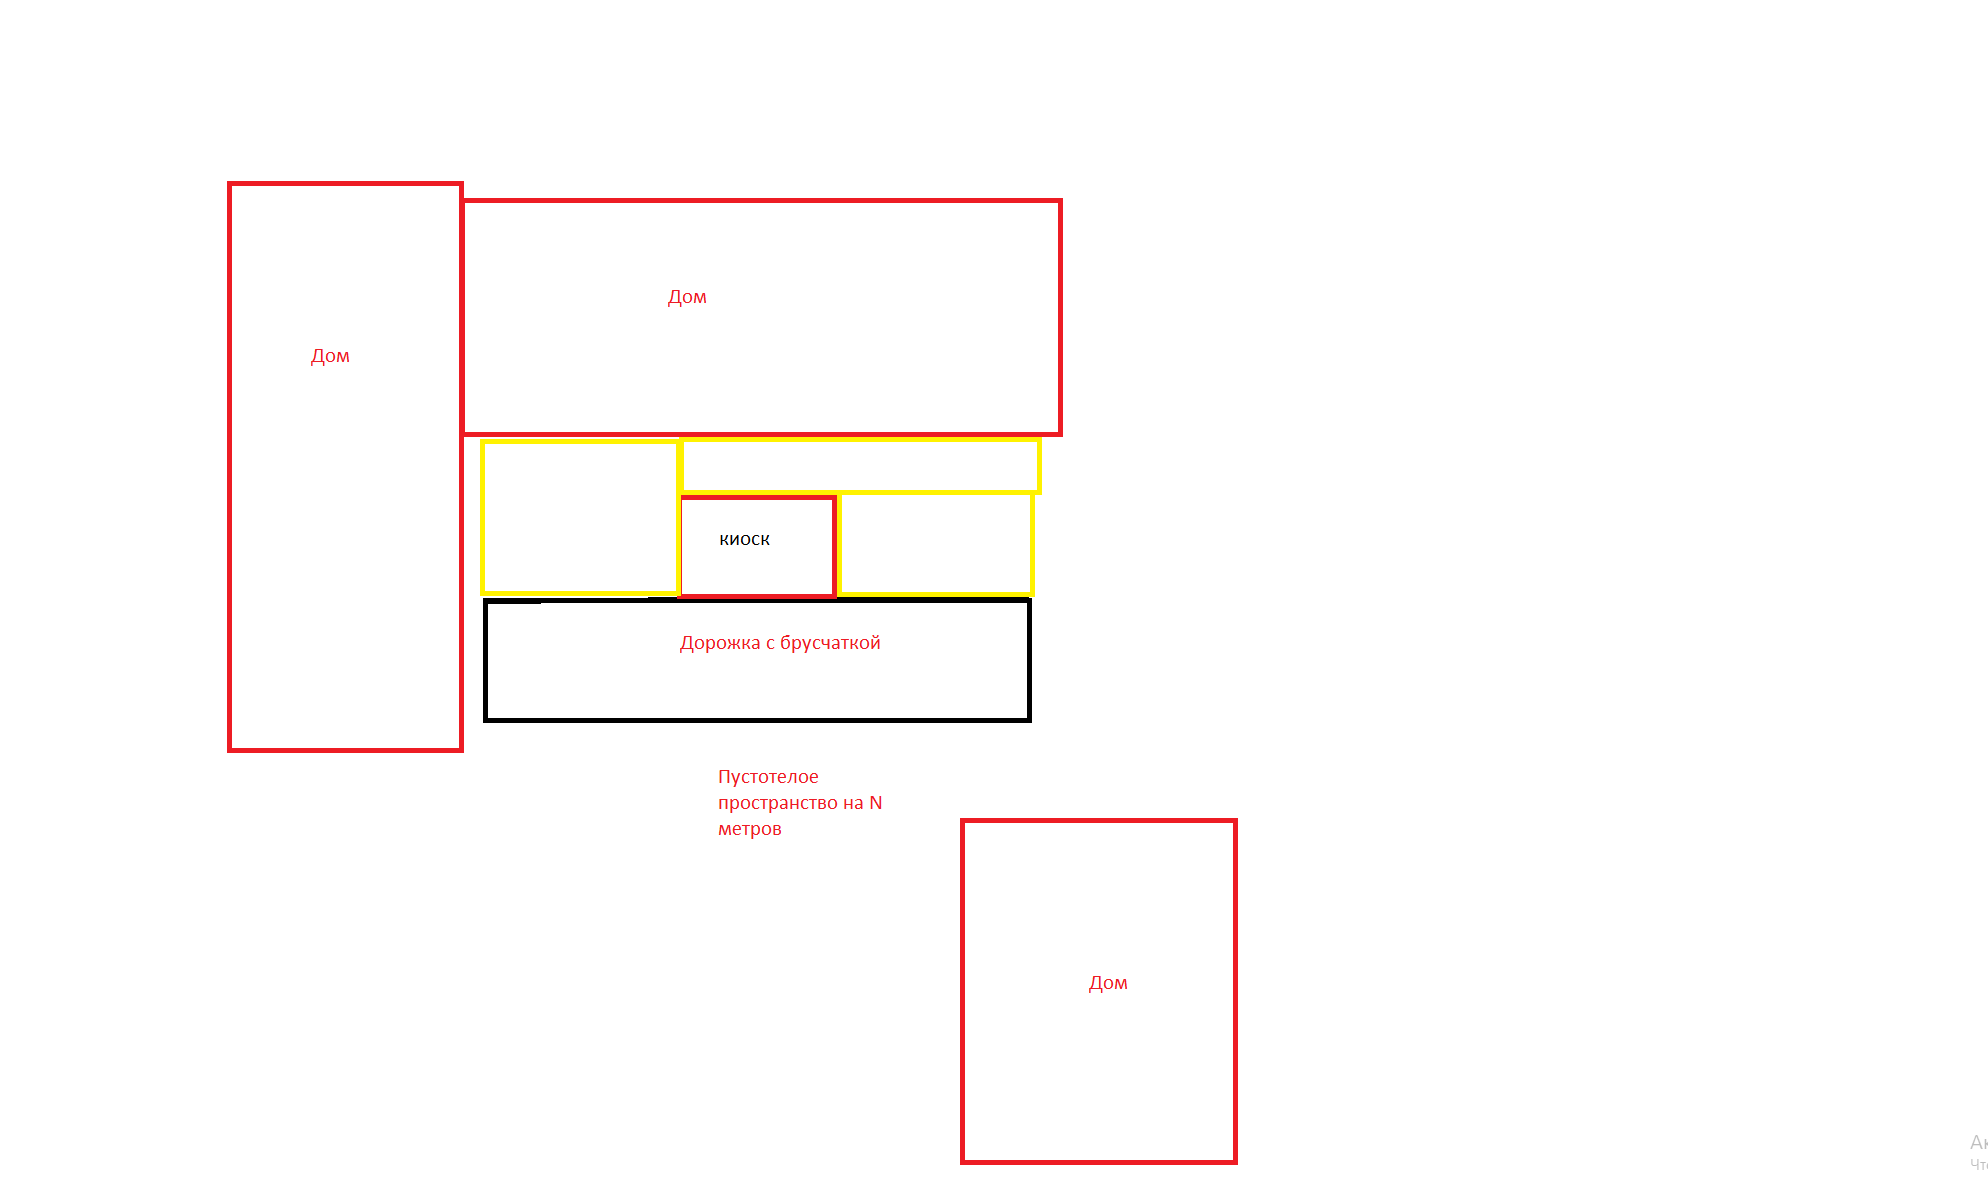 Дом
Дом
киоск
Дорожка с брусчаткой
Пустотелое
пространство на N
метров
Дом